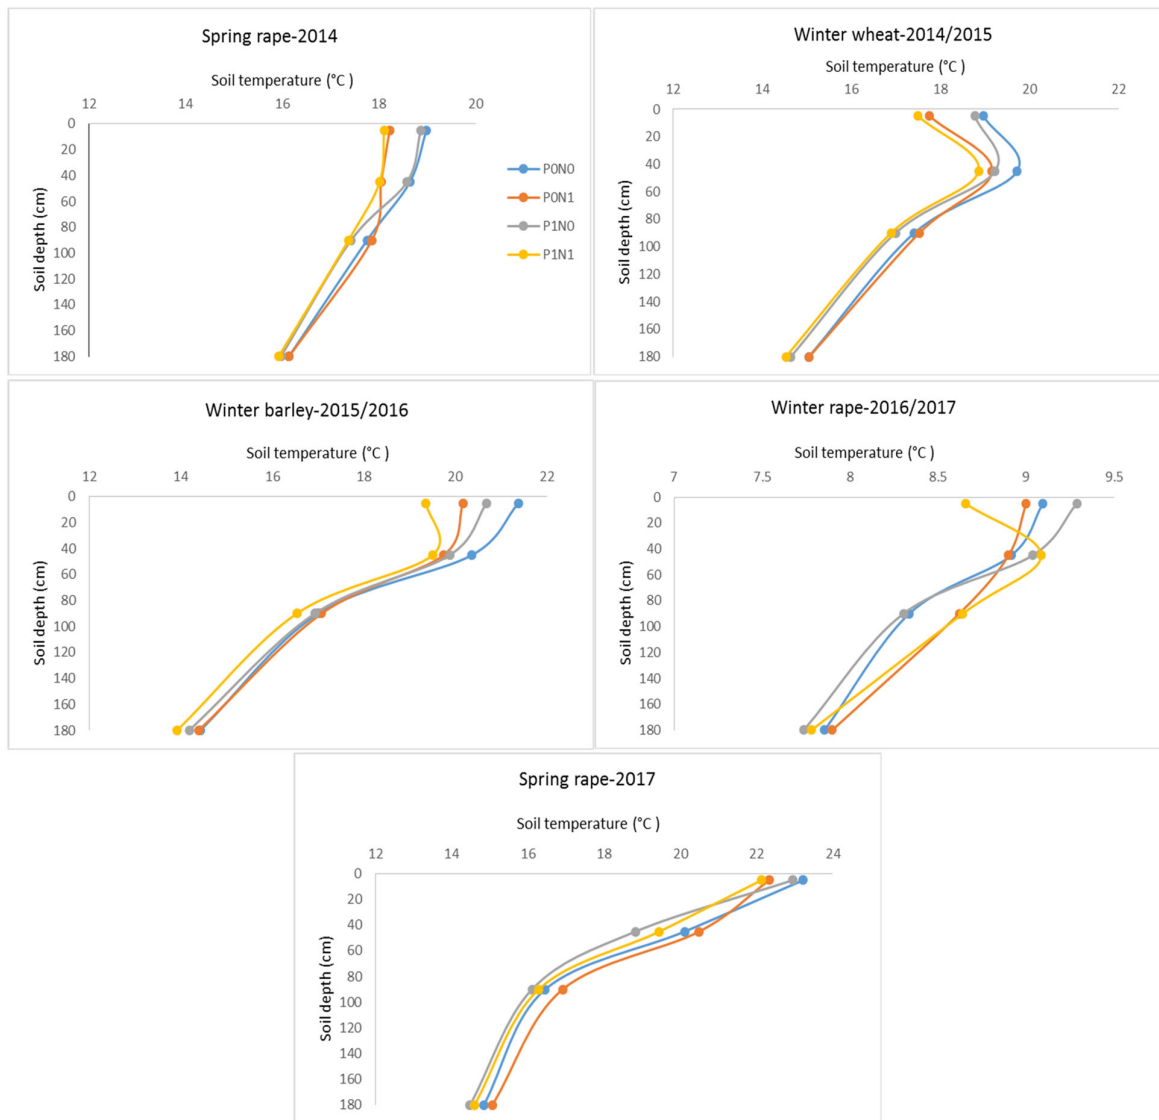 Spring rape-2014
Soil temperature (°C )
12 14 16 18 20
0
20
40
60
80
100
120
140
160
180
Soil depth (cm)
P0N0
P0N1
P1N0
P1N1
Winter wheat-2014/2015
Soil temperature (°C )
12 14 16 18 20 22
0
20
40
60
80
100
120
140
160
180
Soil depth (cm)
Winter barley-2015/2016
Soil temperature (°C )
12 14 16 18 20 22
0
20
40
60
80
100
120
140
160
180
Soil depth (cm)
Winter rape-2016/2017
Soil temperature (°C )
7 7.5 8 8.5 9 9.5
0
20
40
60
80
100
120
140
160
180
Soil depth (cm)
Spring rape-2017
Soil temperature (°C )
12 14 16 18 20 22 24
0
20
40
60
80
100
120
140
160
180
Soil depth (cm)